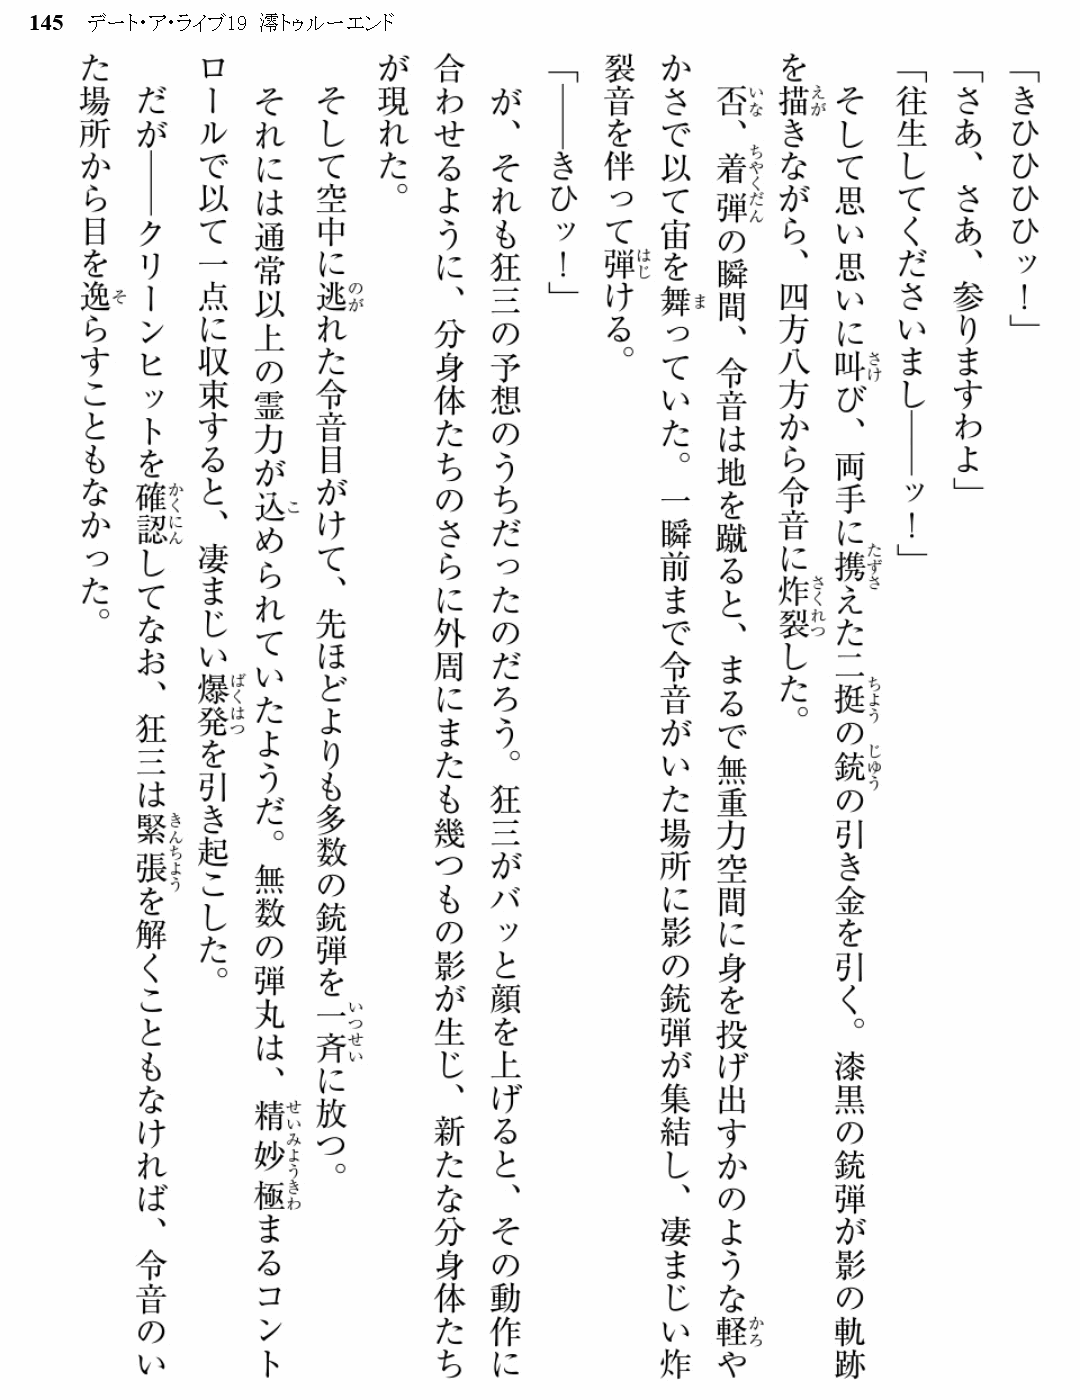 145 デート・ア・ライブ19 澪トゥルーエンド
「きひひひひッ！」
「さあ、さあ、参りますわよ」
「往生してくださいまし――ッ！」
そして思い思いに叫び、両手に携えた二挺の銃の引き金を引く。漆黒の銃弾が影の軌跡
を描きながら、四方八方から令音に炸裂した。
否、着弾の瞬間、令音は地を蹴ると、まるで無重力空間に身を投げ出すかのような軽や
かさで以て宙を舞っていた。一瞬前まで令音がいた場所に影の銃弾が集結し、凄まじい炸
裂音を伴って弾ける。
「――きひッ！」
が、それも狂三の予想のうちだったのだろう。狂三がバッと顔を上げると、その動作に
合わせるように、分身体たちのさらに外周にまたも幾つもの影が生じ、新たな分身体たち
が現れた。
そして空中に逃れた令音目がけて、先ほどよりも多数の銃弾を一斉に放つ。
それには通常以上の霊力が込められていたようだ。無数の弾丸は、精妙極まるコント
ロールで以て一点に収束すると、凄まじい爆発を引き起こした。
だが――クリーンヒットを確認してなお、狂三は緊張を解くこともなければ、令音のい
た場所から目を逸らすこともなかった。